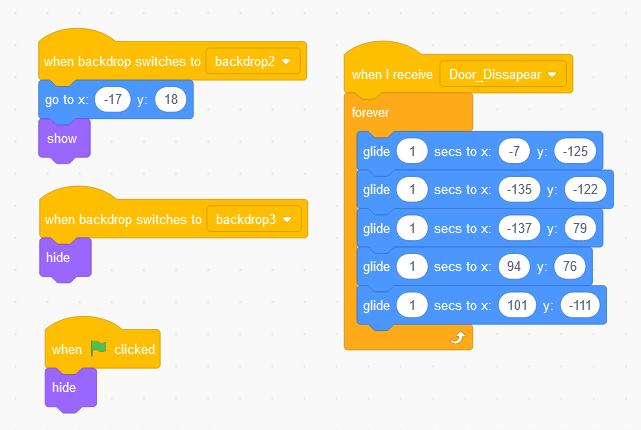 when backdrop switches to backdrop2
go to x: -17 y: 18
show
when backdrop switches to backdrop3
hide
when clicked
hide
when I receive Door_Dissapear
forever
glide 1 secs to x: -7 y: -125
glide 1 secs to x: -135 y: -122
glide 1 secs to x: -137 y: 79
glide 1 secs to x: 94 y: 76
glide 1 secs to x: 101 y: -111